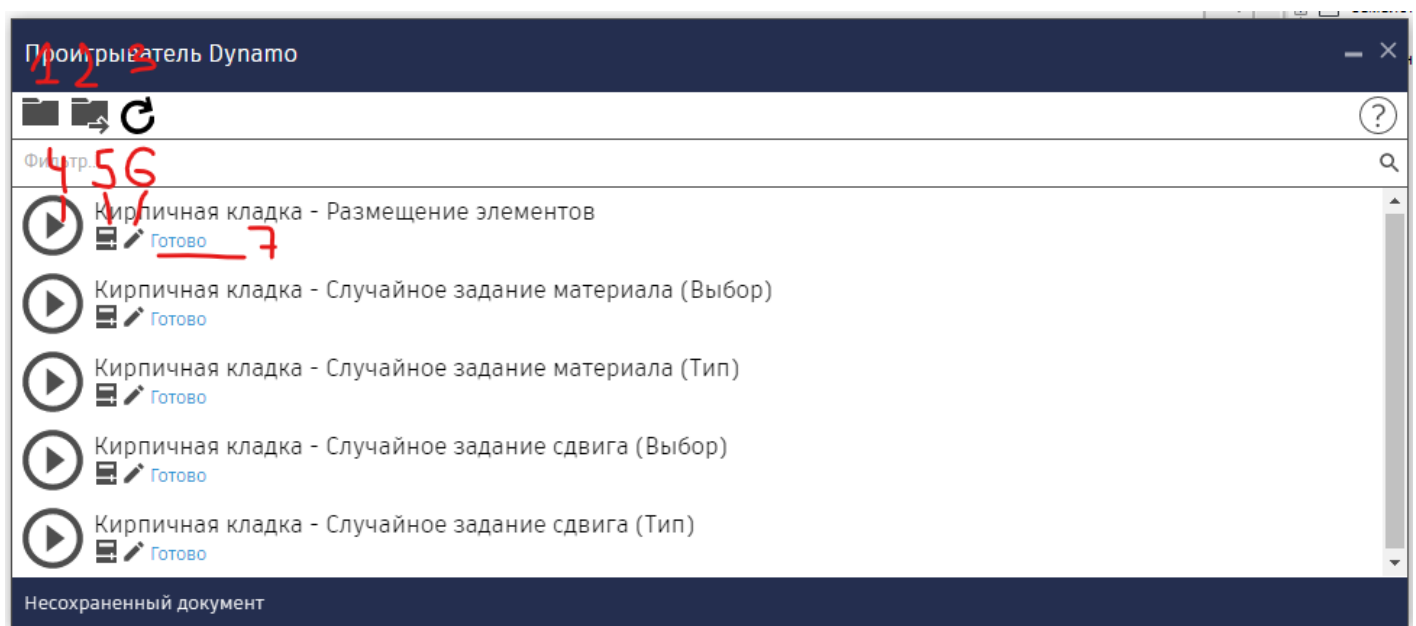 Проигрыватель Dynamo
1 2 3
?
Фильтр...
4 5 6
Кирпичная кладка - Размещение элементов
Готово 7
Кирпичная кладка - Случайное задание материала (Выбор)
Готово
Кирпичная кладка - Случайное задание материала (Тип)
Готово
Кирпичная кладка - Случайное задание сдвига (Выбор)
Готово
Кирпичная кладка - Случайное задание сдвига (Тип)
Готово
Несохраненный документ